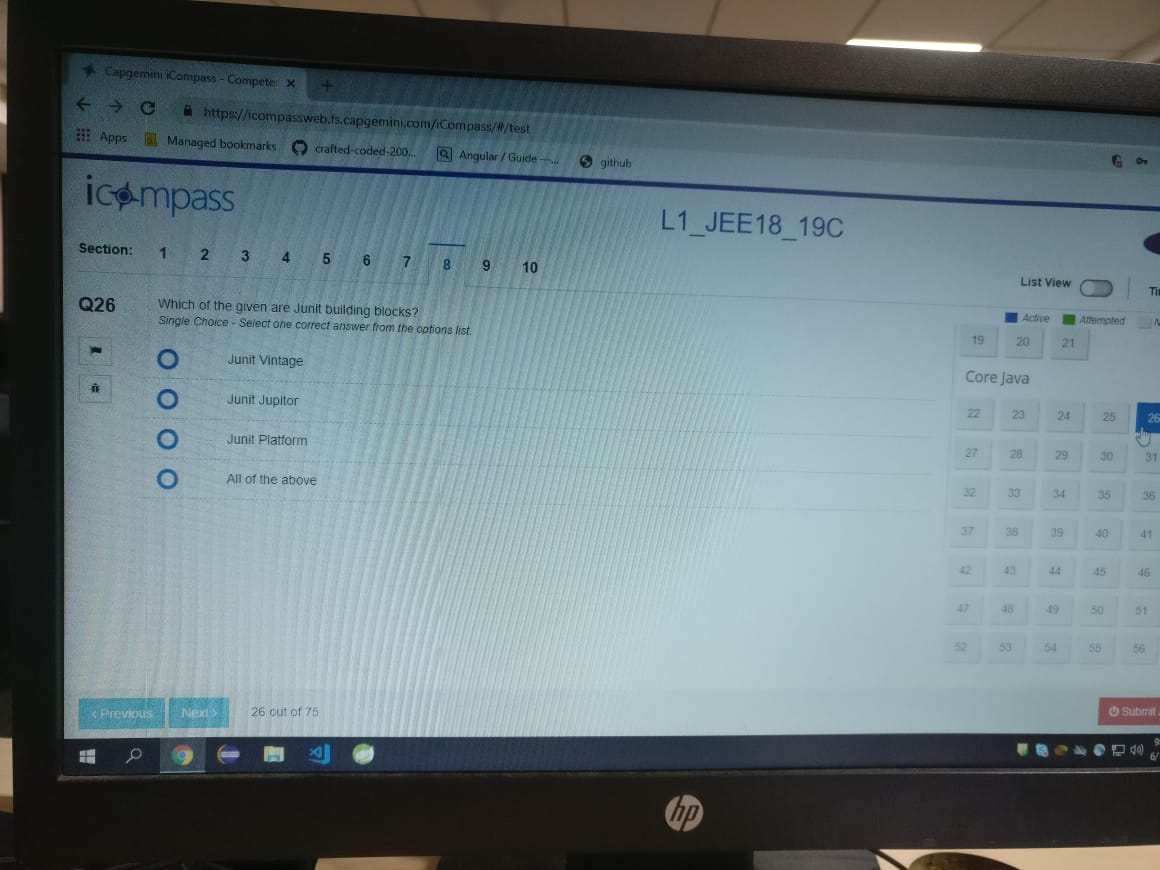 Capgemini iCompass - Compete
https://icompassweb.fs.capgemini.com/iCompass/#/test
Apps Managed bookmarks crafted-coded-200... Angular / Guide—... github
icompass
L1_JEE18_19C
Section: 1 2 3 4 5 6 7 8 9 10
List View
Active Attempted
Q26
Which of the given are Junit building blocks?
Single Choice - Select one correct answer from the options list.
Junit Vintage
Junit Jupitor
Junit Platform
All of the above
19 20 21
Core Java
22 23 24 25 26
27 28 29 30 31
32 33 34 35 36
37 38 39 40 41
42 43 44 45 46
47 48 49 50 51
52 53 54 55 56
< Previous Next > 26 out of 75
Submit
hp